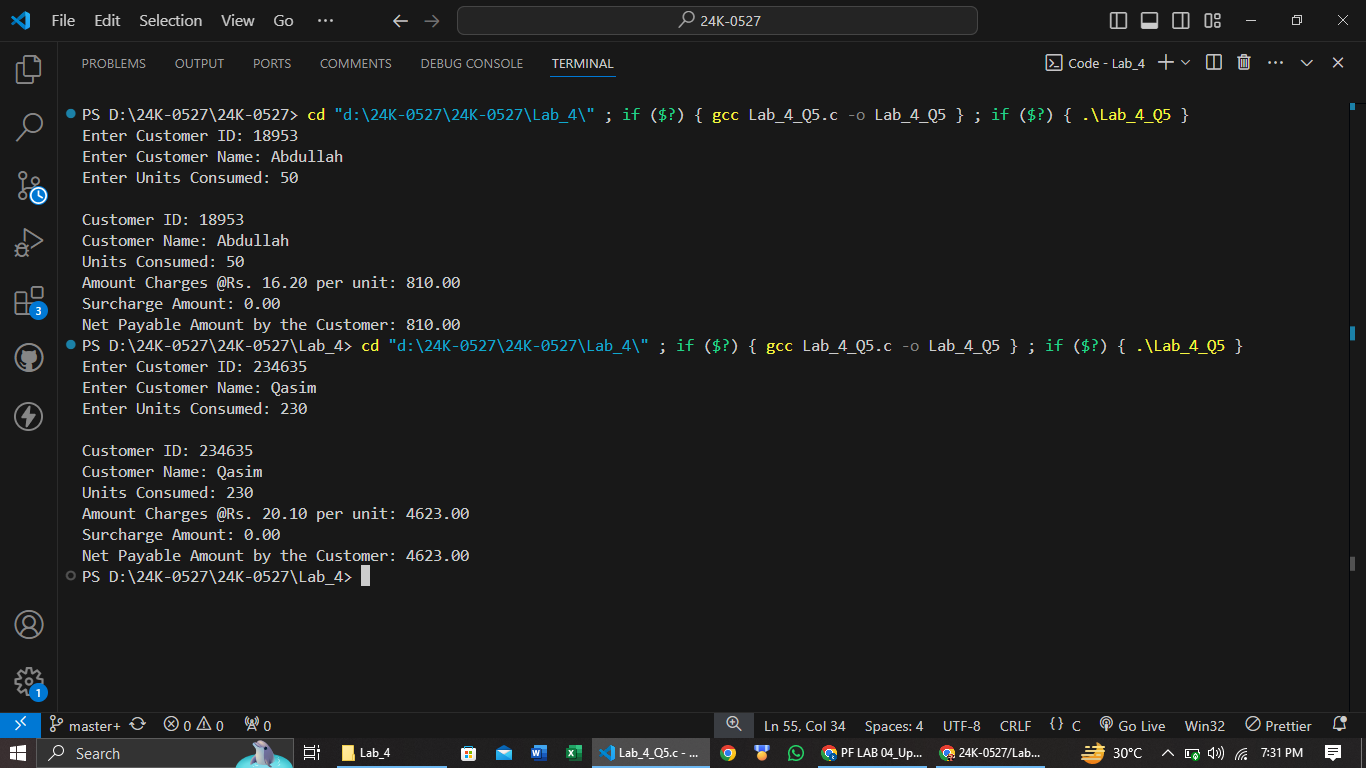 File Edit Selection View Go ··· 24K-0527
PROBLEMS OUTPUT PORTS COMMENTS DEBUG CONSOLE TERMINAL Code - Lab_4
PS D:\24K-0527\24K-0527> cd "d:\24K-0527\24K-0527\Lab_4\" ; if ($?) { gcc Lab_4_Q5.c -o Lab_4_Q5 } ; if ($?) { .\Lab_4_Q5 }
Enter Customer ID: 18953
Enter Customer Name: Abdullah
Enter Units Consumed: 50
Customer ID: 18953
Customer Name: Abdullah
Units Consumed: 50
Amount Charges @Rs. 16.20 per unit: 810.00
Surcharge Amount: 0.00
Net Payable Amount by the Customer: 810.00
PS D:\24K-0527\24K-0527\Lab_4> cd "d:\24K-0527\24K-0527\Lab_4\" ; if ($?) { gcc Lab_4_Q5.c -o Lab_4_Q5 } ; if ($?) { .\Lab_4_Q5 }
Enter Customer ID: 234635
Enter Customer Name: Qasim
Enter Units Consumed: 230
3
Customer ID: 234635
Customer Name: Qasim
Units Consumed: 230
Amount Charges @Rs. 20.10 per unit: 4623.00
Surcharge Amount: 0.00
Net Payable Amount by the Customer: 4623.00
PS D:\24K-0527\24K-0527\Lab_4>
1
master+ 0 0 0 Ln 55, Col 34 Spaces: 4 UTF-8 CRLF {} C Go Live Win32 Prettier
Search Lab_4 Lab_4_Q5.c - ... PF LAB 04_Up... 24K-0527/Lab... 30°C 7:31 PM